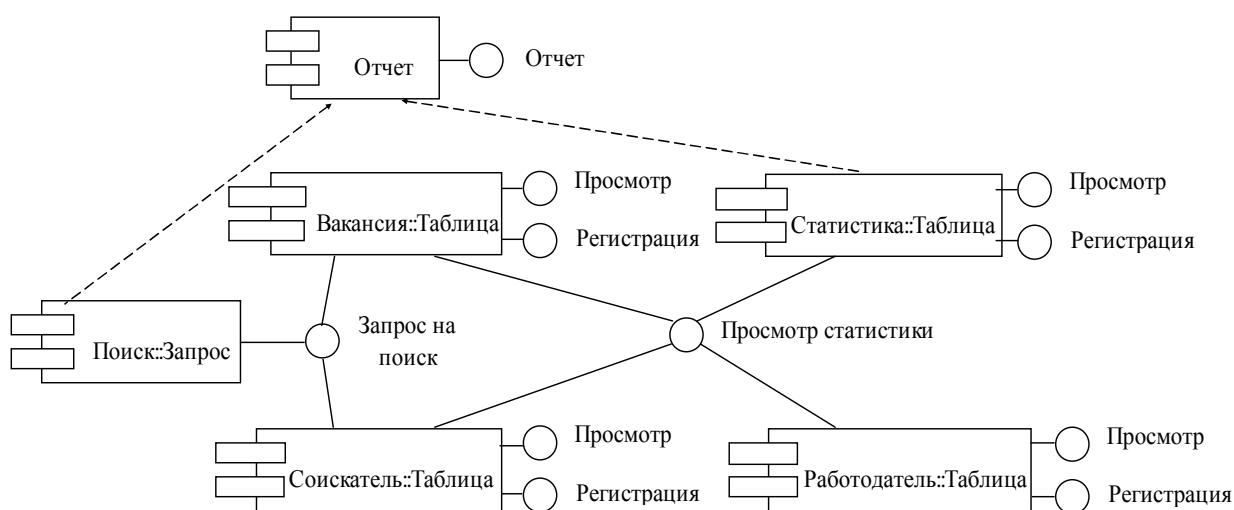 Отчет
Отчет
Вакансия::Таблица
Просмотр
Регистрация
Статистика::Таблица
Просмотр
Регистрация
Поиск::Запрос
Запрос на
поиск
Просмотр статистики
Соискатель::Таблица
Просмотр
Регистрация
Работодатель::Таблица
Просмотр
Регистрация